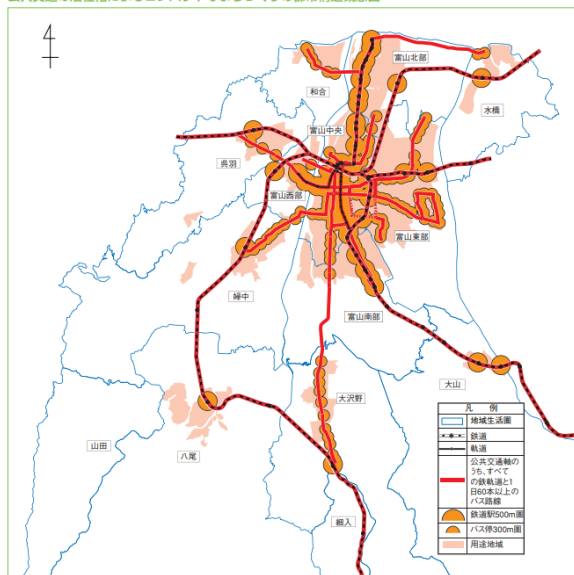 富山北部
和合
水橋
富山中央
呉羽
富山西部
富山東部
婦中
富山南部
大山
大沢野
山田
八尾
細入
凡 例
地域生活圏
鉄道
軌道
公共交通軸の
うち、すべて
の鉄軌道と1
日60本以上の
バス路線
鉄道駅500m圏
バス停300m圏
用途地域